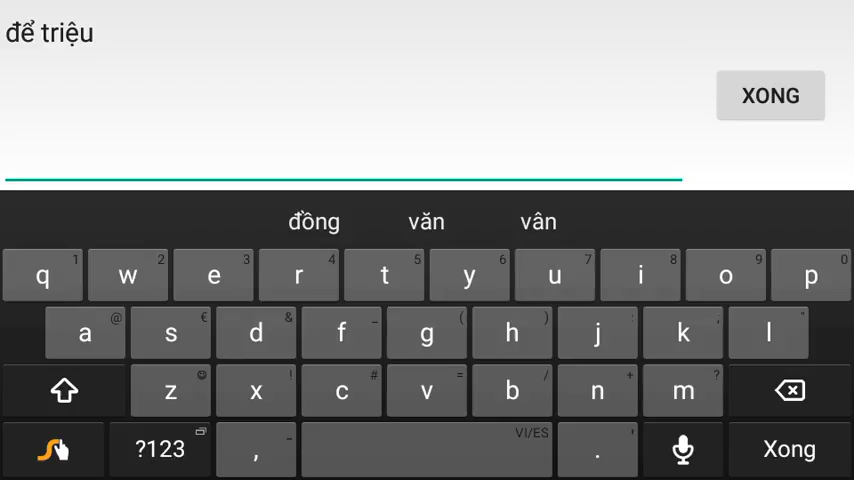 để triệu
XONG
đồng văn vân
1 2 3 4 5 6 7 8 9 0
q w e r t y u i o p
@ € & _ ( ) : ; "
a s d f g h j k l
! # = / + ?
z x c v b n m
VI/ES
?123 , . Xong